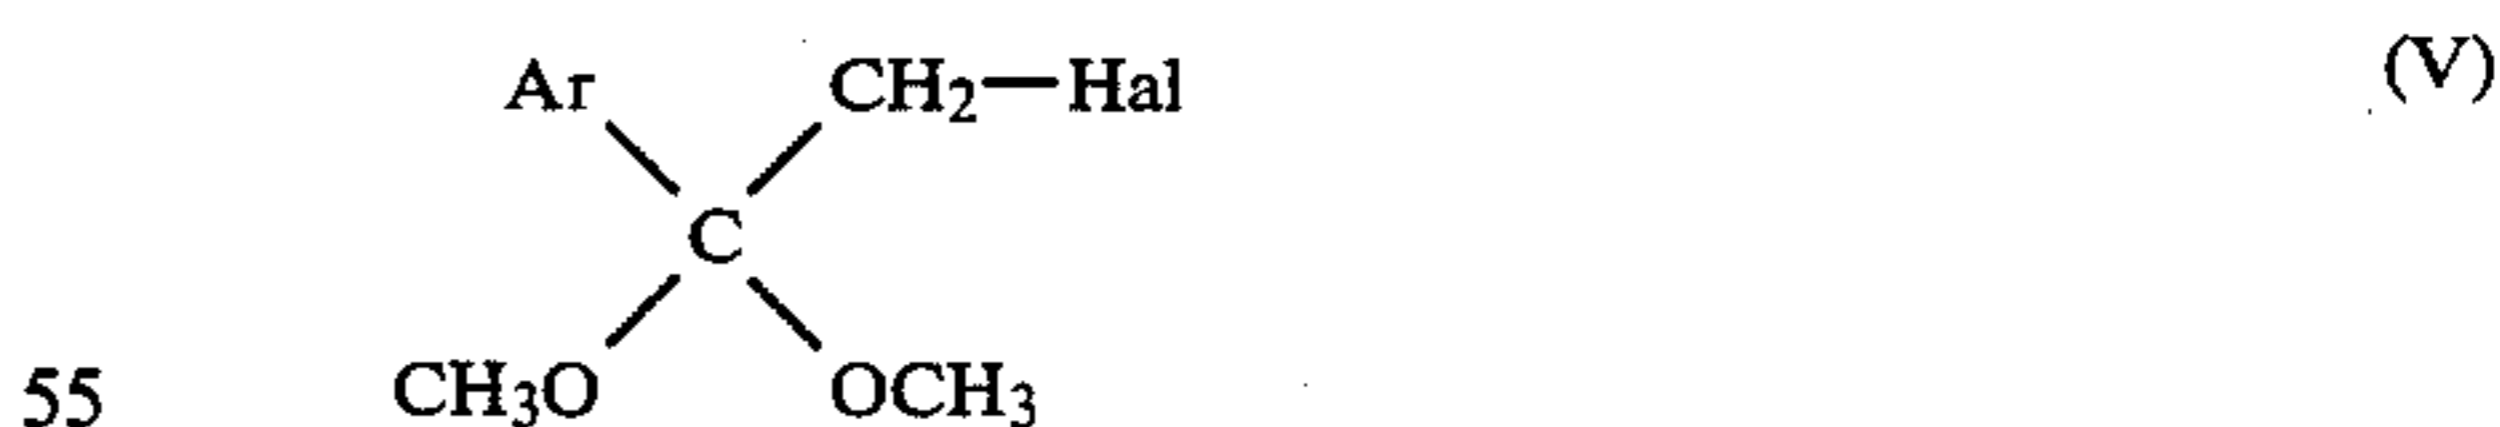 Ar CH₂—Hal (V)
C
55 CH₃O OCH₃